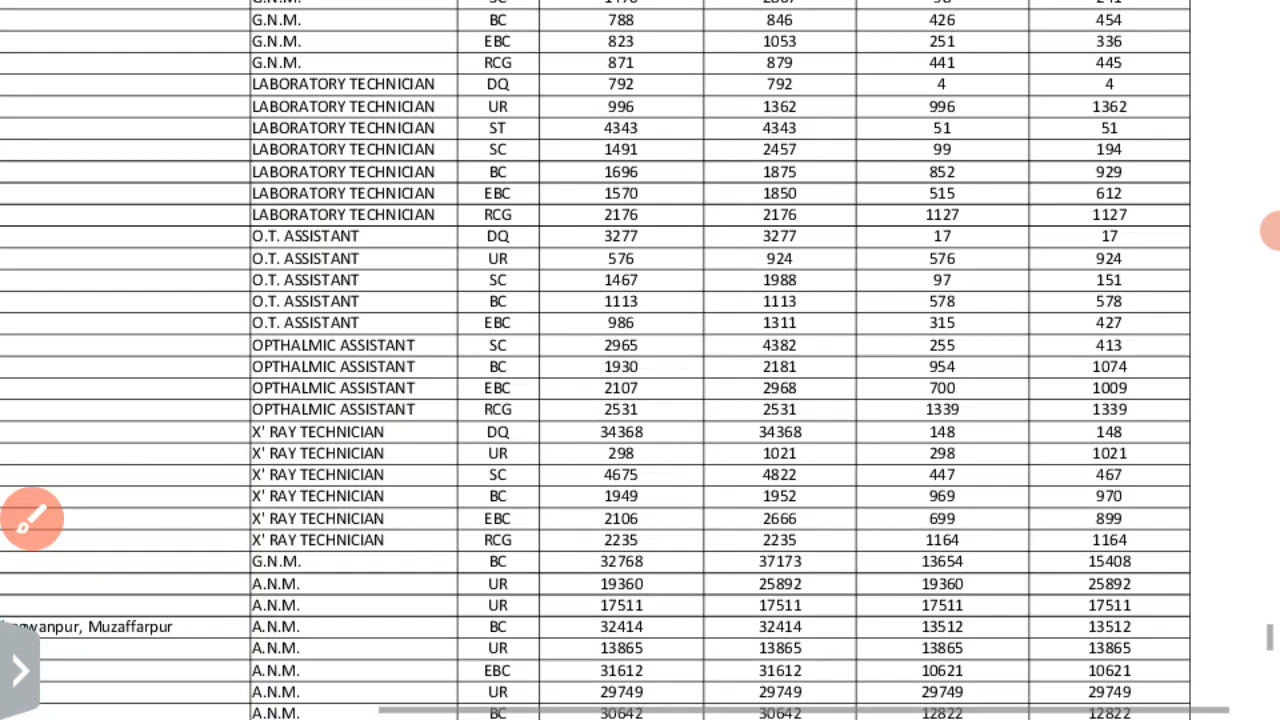 G.N.M. BC 788 846 426 454
G.N.M. EBC 823 1053 251 336
G.N.M. RCG 871 879 441 445
LABORATORY TECHNICIAN DQ 792 792 4 4
LABORATORY TECHNICIAN UR 996 1362 996 1362
LABORATORY TECHNICIAN ST 4343 4343 51 51
LABORATORY TECHNICIAN SC 1491 2457 99 194
LABORATORY TECHNICIAN BC 1696 1875 852 929
LABORATORY TECHNICIAN EBC 1570 1850 515 612
LABORATORY TECHNICIAN RCG 2176 2176 1127 1127
O.T. ASSISTANT DQ 3277 3277 17 17
O.T. ASSISTANT UR 576 924 576 924
O.T. ASSISTANT SC 1467 1988 97 151
O.T. ASSISTANT BC 1113 1113 578 578
O.T. ASSISTANT EBC 986 1311 315 427
OPTHALMIC ASSISTANT SC 2965 4382 255 413
OPTHALMIC ASSISTANT BC 1930 2181 954 1074
OPTHALMIC ASSISTANT EBC 2107 2968 700 1009
OPTHALMIC ASSISTANT RCG 2531 2531 1339 1339
X' RAY TECHNICIAN DQ 34368 34368 148 148
X' RAY TECHNICIAN UR 298 1021 298 1021
X' RAY TECHNICIAN SC 4675 4822 447 467
X' RAY TECHNICIAN BC 1949 1952 969 970
X' RAY TECHNICIAN EBC 2106 2666 699 899
X' RAY TECHNICIAN RCG 2235 2235 1164 1164
G.N.M. BC 32768 37173 13654 15408
A.N.M. UR 19360 25892 19360 25892
A.N.M. UR 17511 17511 17511 17511
Muzaffarpur A.N.M. BC 32414 32414 13512 13512
A.N.M. UR 13865 13865 13865 13865
A.N.M. EBC 31612 31612 10621 10621
A.N.M. UR 29749 29749 29749 29749
A.N.M. BC 30642 30642 12822 12822